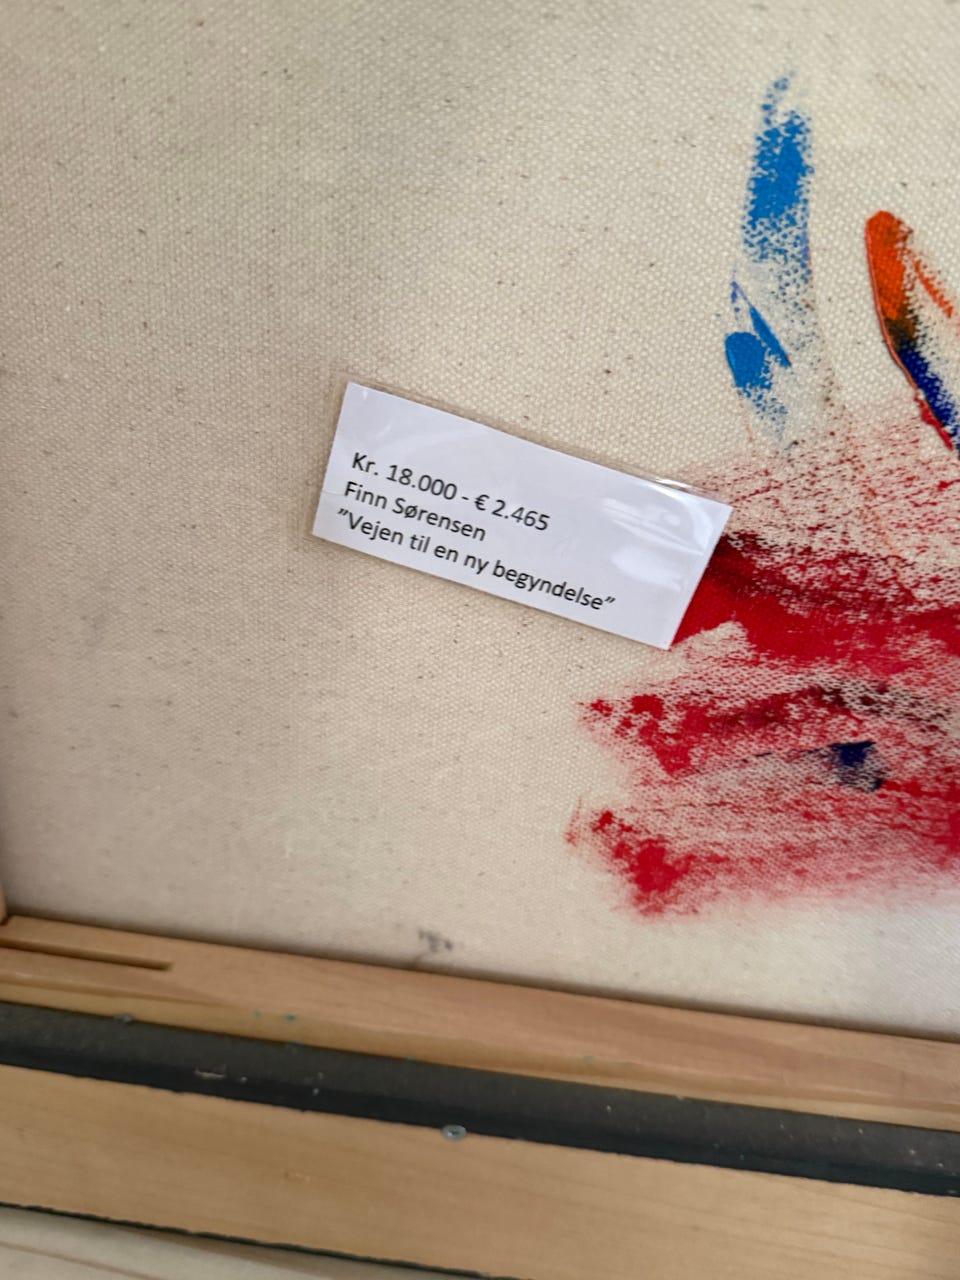 Kr. 18.000 - € 2.465
Finn Sørensen
”Vejen til en ny begyndelse”